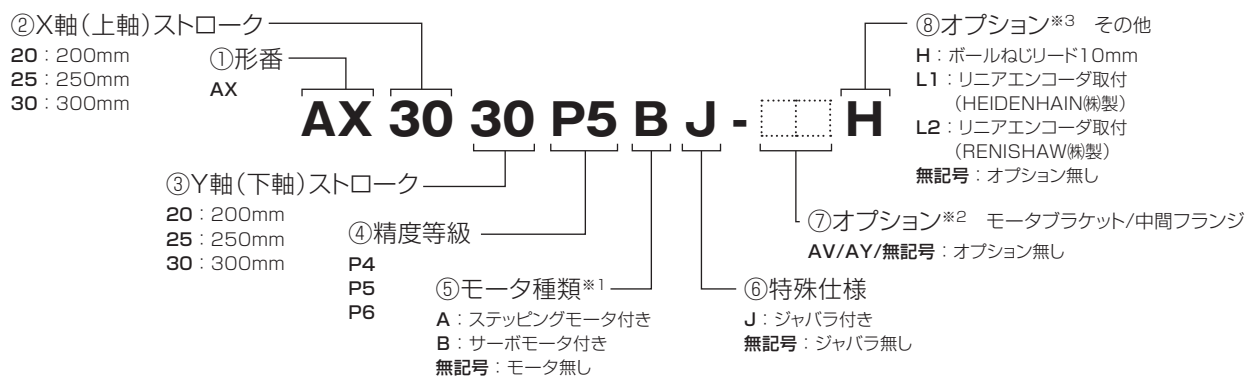 ②X軸(上軸)ストローク
20：200mm
25：250mm
30：300mm
①形番
AX
⑧オプション※3 その他
H：ボールねじリード10mm
L1：リニアエンコーダ取付
(HEIDENHAIN㈱製)
L2：リニアエンコーダ取付
(RENISHAW㈱製)
無記号：オプション無し
AX 30 30 P5 B J - H
③Y軸(下軸)ストローク
20：200mm
25：250mm
30：300mm
④精度等級
P4
P5
P6
⑤モータ種類※1
A：ステッピングモータ付き
B：サーボモータ付き
無記号：モータ無し
⑥特殊仕様
J：ジャバラ付き
無記号：ジャバラ無し
⑦オプション※2 モータブラケット/中間フランジ
AV/AY/無記号：オプション無し